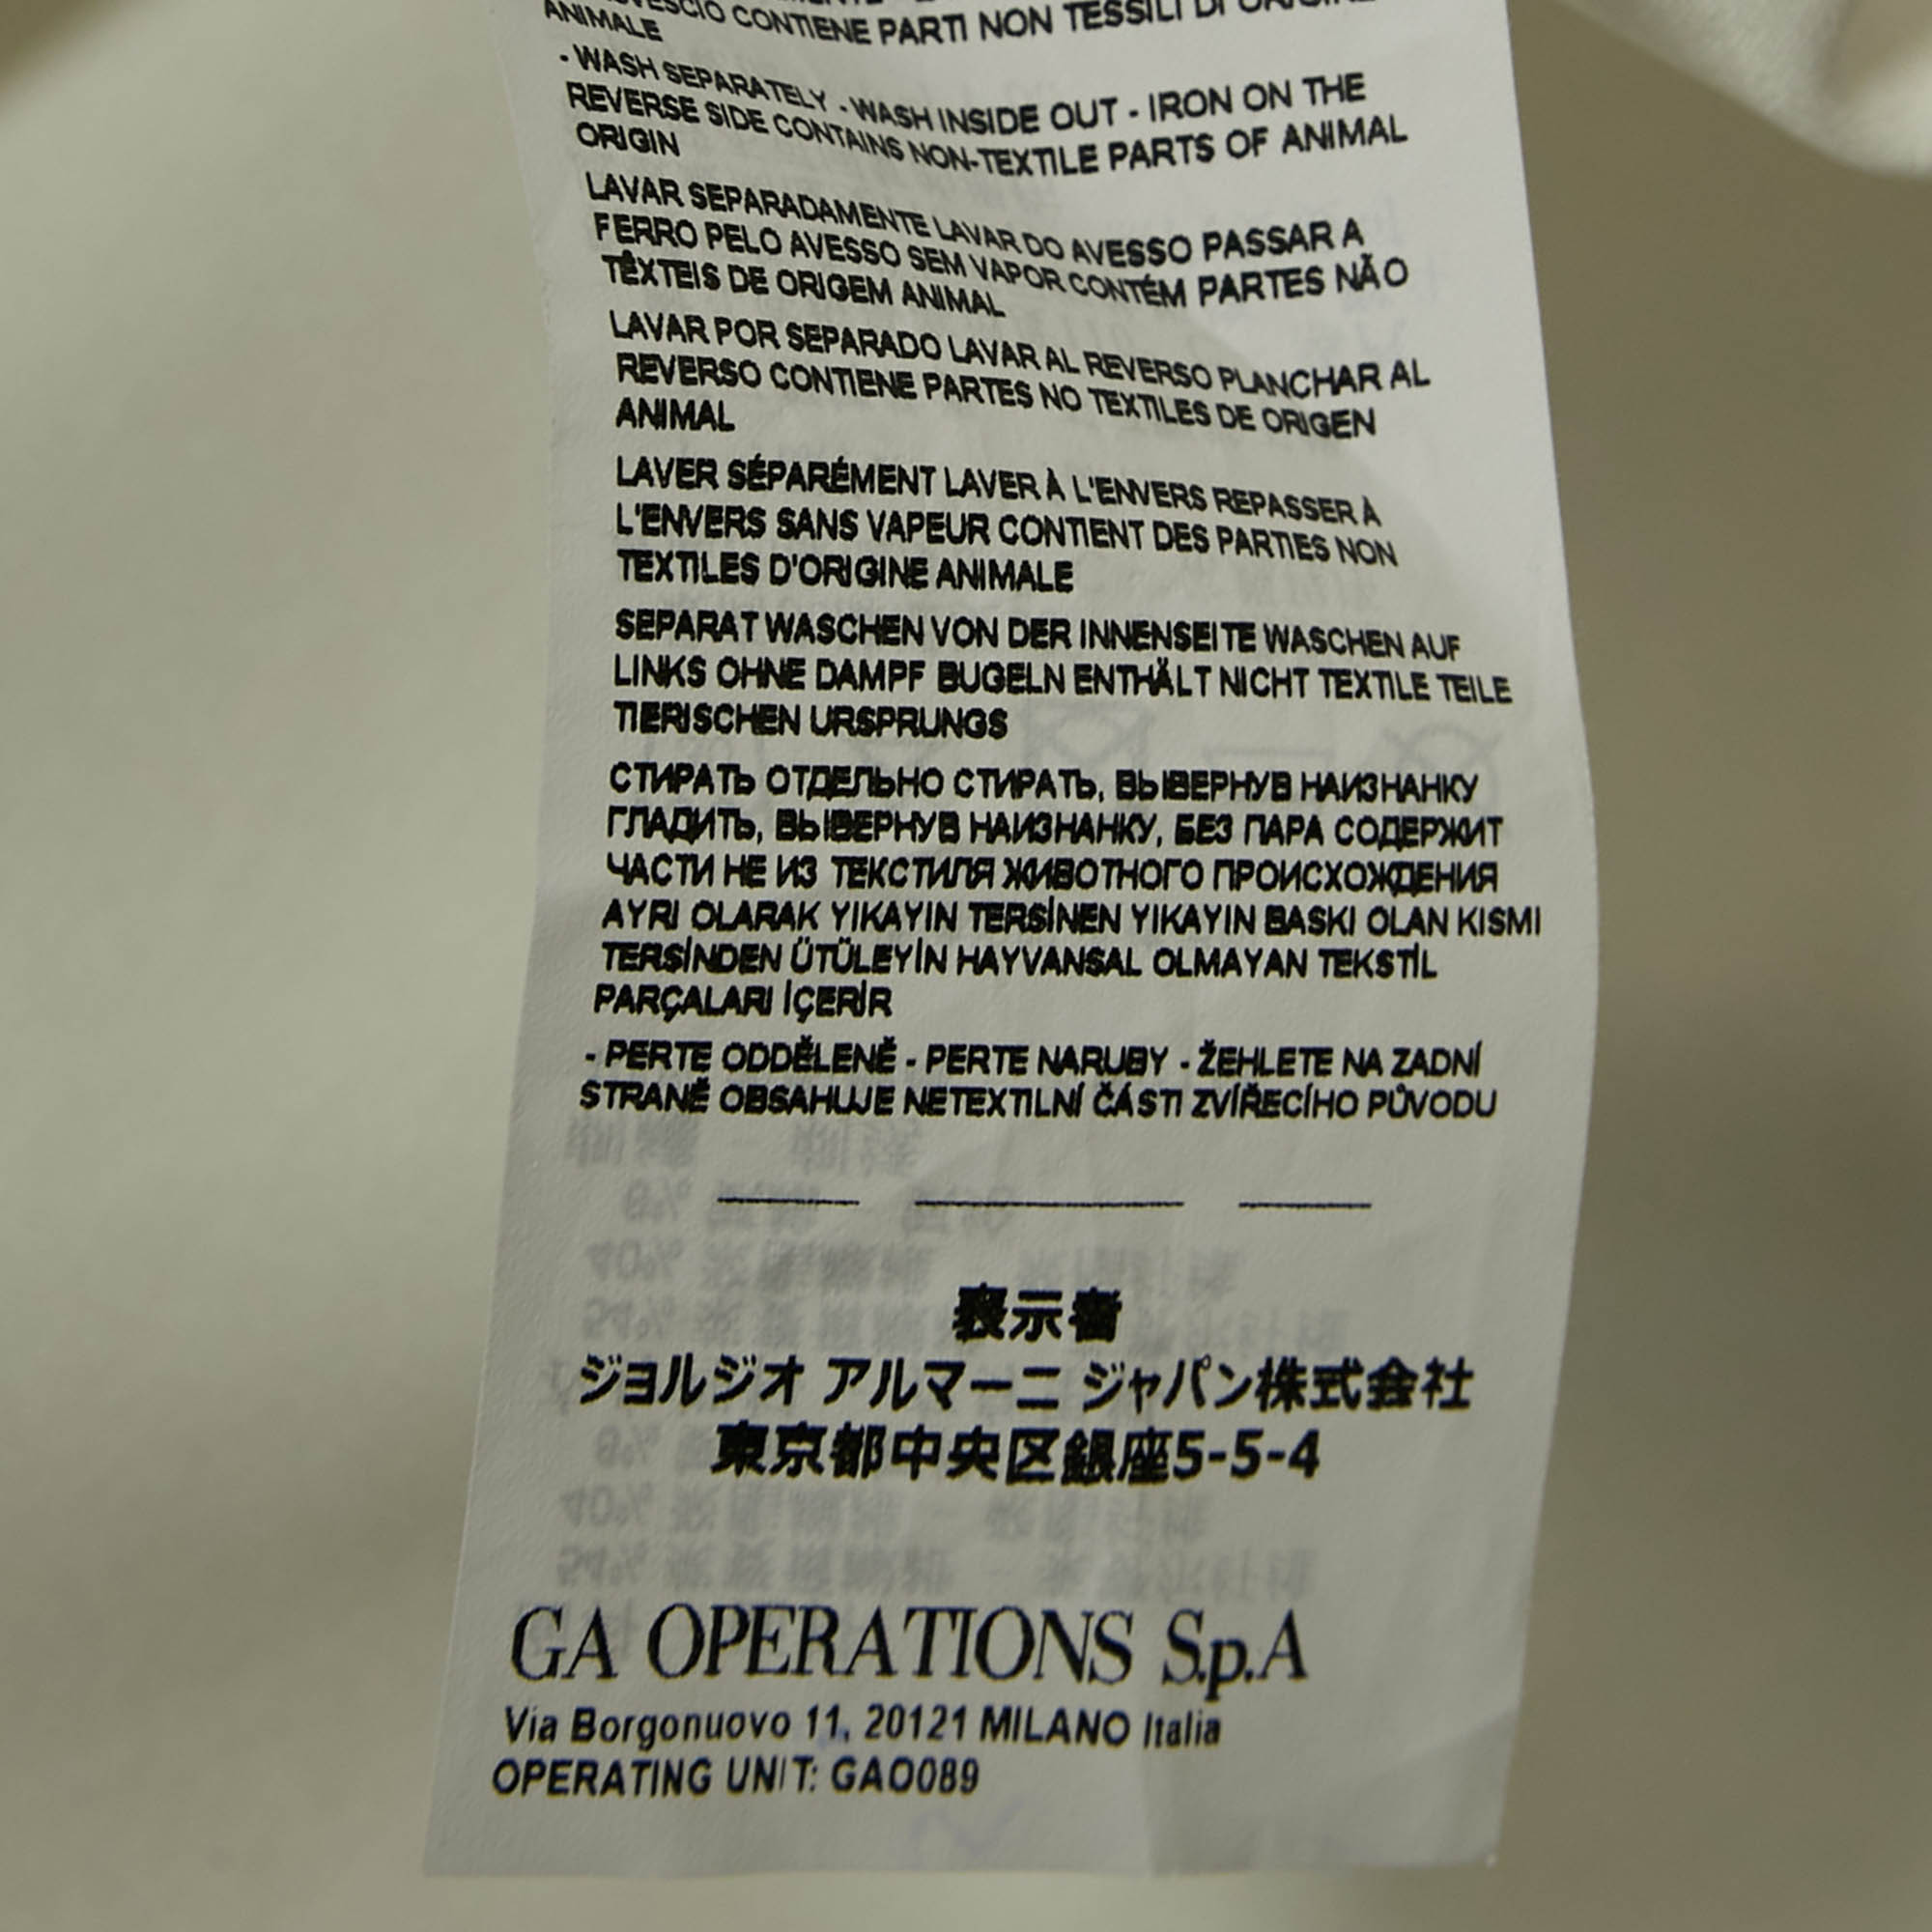 CONTIENE PARTI NON TESSILI DI
ANIMALE
- WASH SEPARATELY - WASH INSIDE OUT - IRON ON THE
REVERSE SIDE CONTAINS NON-TEXTILE PARTS OF ANIMAL
ORIGIN
LAVAR SEPARADAMENTE LAVAR DO AVESSO PASSAR A
FERRO PELO AVESSO SEM VAPOR CONTÉM PARTES NÃO
TÊXTEIS DE ORIGEM ANIMAL
LAVAR POR SEPARADO LAVAR AL REVERSO PLANCHAR AL
REVERSO CONTIENE PARTES NO TEXTILES DE ORIGEN
ANIMAL
LAVER SÉPARÉMENT LAVER À L'ENVERS REPASSER À
L'ENVERS SANS VAPEUR CONTIENT DES PARTIES NON
TEXTILES D'ORIGINE ANIMALE
SEPARAT WASCHEN VON DER INNENSEITE WASCHEN AUF
LINKS OHNE DAMPF BUGELN ENTHÄLT NICHT TEXTILE TEILE
TIERISCHEN URSPRUNGS
СТИРАТЬ ОТДЕЛЬНО СТИРАТЬ, ВЫВЕРНУВ НАИЗНАНКУ
ГЛАДИТЬ, ВЫВЕРНУВ НАИЗНАНКУ, БЕЗ ПАРА СОДЕРЖИТ
ЧАСТИ НЕ ИЗ ТЕКСТИЛЯ ЖИВОТНОГО ПРОИСХОЖДЕНИЯ
AYRI OLARAK YIKAYIN TERSİNEN YIKAYIN BASKI OLAN KISMI
TERSİNDEN ÜTÜLEYİN HAYVANSAL OLMAYAN TEKSTİL
PARÇALARI İÇERİR
- PERTE ODDĚLENĚ - PERTE NARUBY - ŽEHLETE NA ZADNÍ
STRANĚ OBSAHUJE NETEXTILNÍ ČÁSTI ZVÍŘECÍHO PŮVODU
表示者
ジョルジオ アルマーニ ジャパン株式会社
東京都中央区銀座5-5-4
GA OPERATIONS S.p.A
Via Borgonuovo 11, 20121 MILANO Italia
OPERATING UNIT: GAO089